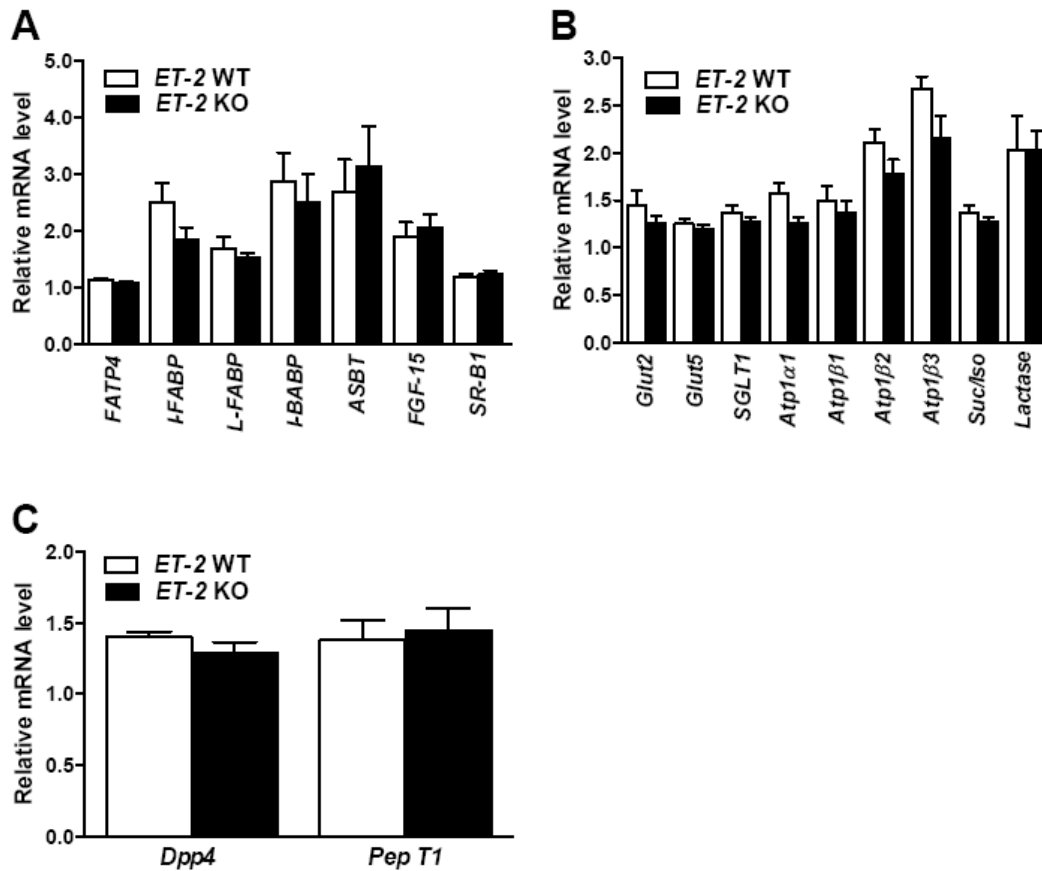 A
Relative mRNA level
5.0
4.0
3.0
2.0
1.0
0.0
ET-2 WT
ET-2 KO
FATP4
I-FABP
L-FABP
I-BABP
ASBT
FGF-15
SR-B1
B
Relative mRNA level
3.0
2.5
2.0
1.5
1.0
0.5
0.0
ET-2 WT
ET-2 KO
Glut2
Glut5
SGLT1
Atp1α1
Atp1β1
Atp1β2
Atp1β3
Suc/Iso
Lactase
C
Relative mRNA level
2.0
1.5
1.0
0.5
0.0
ET-2 WT
ET-2 KO
Dpp4
Pep T1